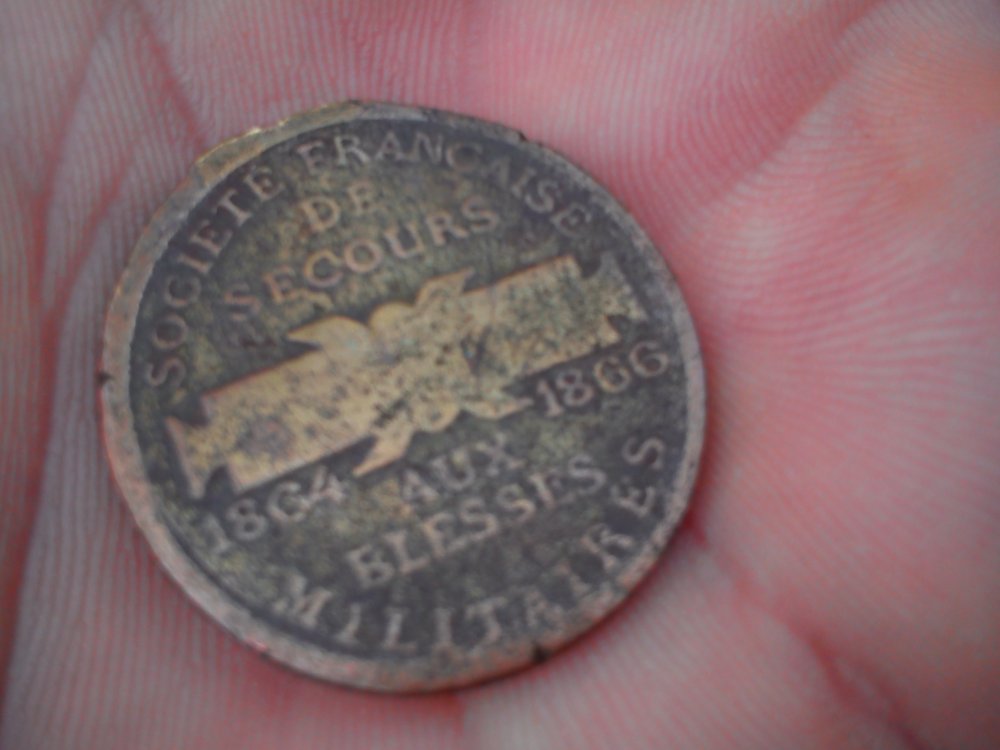 SOCIETE FRANCAISE
DE
SECOURS
1864 1866
AUX
BLESSES
MILITAIRES